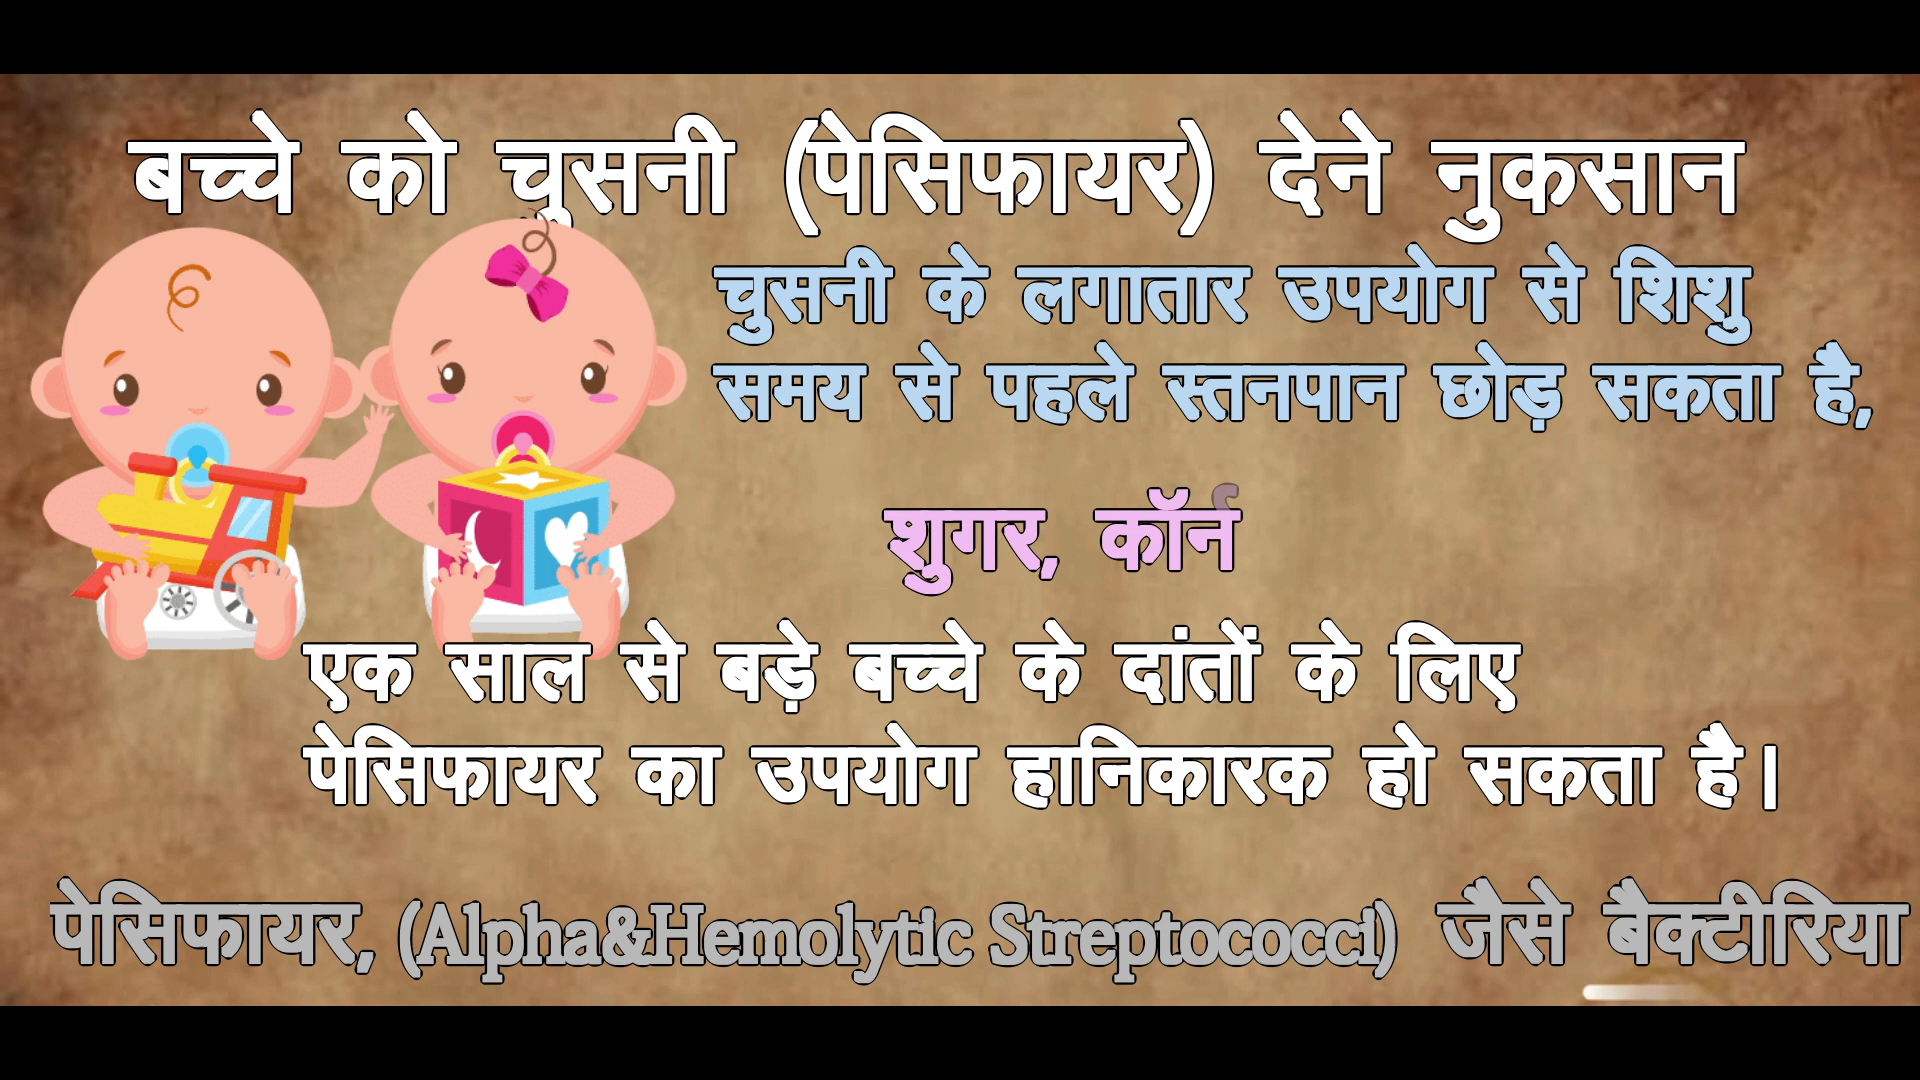 बच्चे को चुसनी (पेसिफायर) देने नुकसान
चुसनी के लगातार उपयोग से शिशु
समय से पहले स्तनपान छोड़ सकता है,
शुगर, कॉर्न
एक साल से बड़े बच्चे के दांतों के लिए
पेसिफायर का उपयोग हानिकारक हो सकता है।
पेसिफायर, (Alpha&Hemolytic Streptococci) जैसे बैक्टीरिया